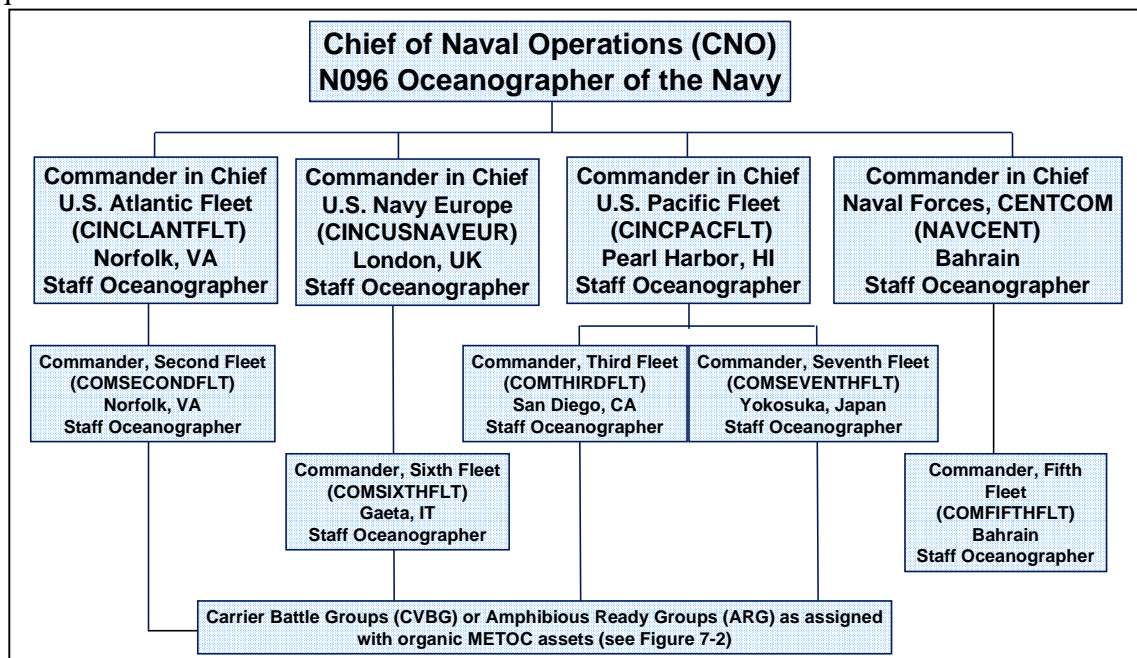 Chief of Naval Operations (CNO)
N096 Oceanographer of the Navy
Commander in Chief
U.S. Atlantic Fleet
(CINCLANTFLT)
Norfolk, VA
Staff Oceanographer
Commander in Chief
U.S. Navy Europe
(CINCUSNAVEUR)
London, UK
Staff Oceanographer
Commander in Chief
U.S. Pacific Fleet
(CINCPACFLT)
Pearl Harbor, HI
Staff Oceanographer
Commander in Chief
Naval Forces, CENTCOM
(NAVCENT)
Bahrain
Staff Oceanographer
Commander, Second Fleet
(COMSECONDFLT)
Norfolk, VA
Staff Oceanographer
Commander, Third Fleet
(COMTHIRDFLT)
San Diego, CA
Staff Oceanographer
Commander, Seventh Fleet
(COMSEVENTHFLT)
Yokosuka, Japan
Staff Oceanographer
Commander, Sixth Fleet
(COMSIXTHFLT)
Gaeta, IT
Staff Oceanographer
Commander, Fifth
Fleet
(COMFIFTHFLT)
Bahrain
Staff Oceanographer
Carrier Battle Groups (CVBG) or Amphibious Ready Groups (ARG) as assigned
with organic METOC assets (see Figure 7-2)